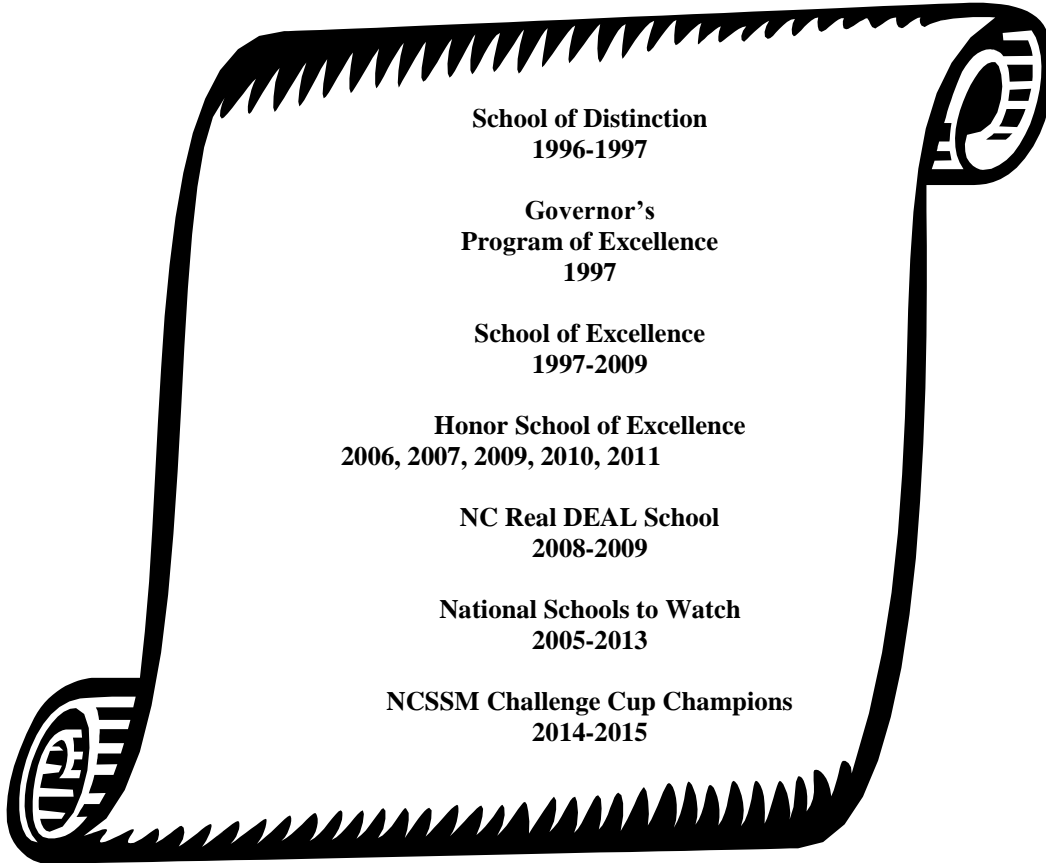 School of Distinction
1996-1997
Governor’s
Program of Excellence
1997
School of Excellence
1997-2009
Honor School of Excellence
2006, 2007, 2009, 2010, 2011
NC Real DEAL School
2008-2009
National Schools to Watch
2005-2013
NCSSM Challenge Cup Champions
2014-2015